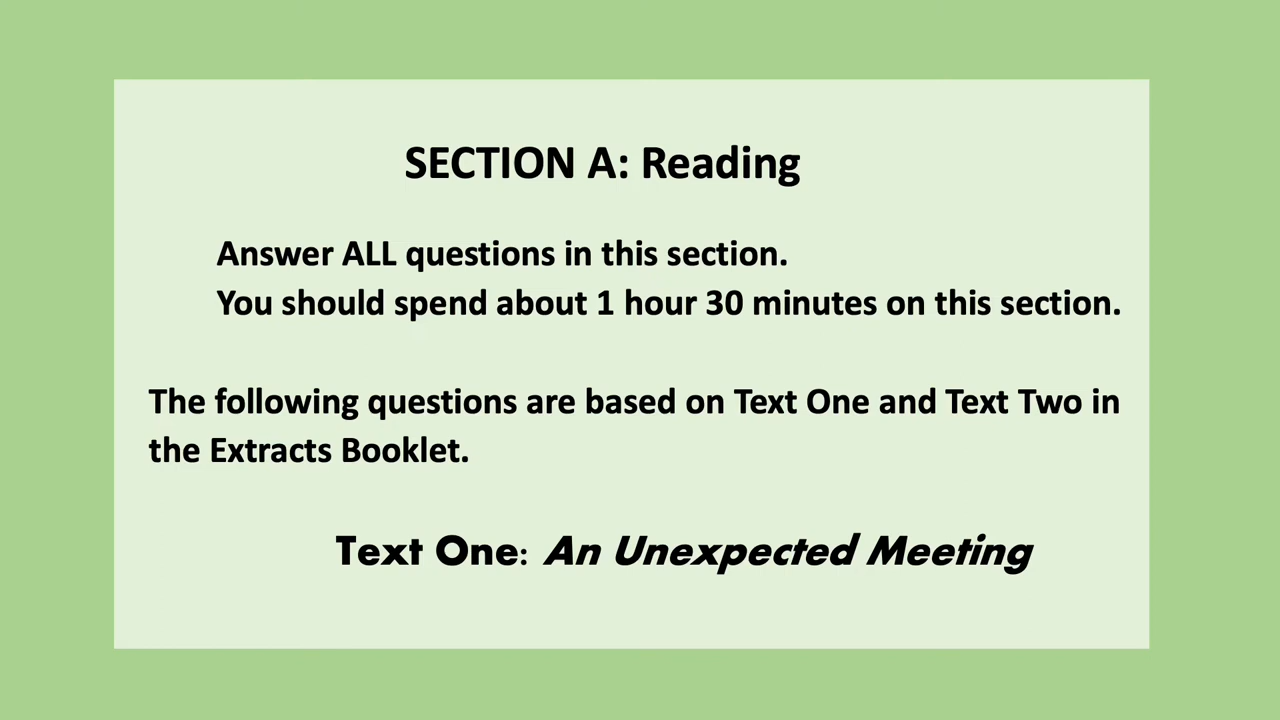 SECTION A: Reading
Answer ALL questions in this section.
You should spend about 1 hour 30 minutes on this section.
The following questions are based on Text One and Text Two in
the Extracts Booklet.
Text One: An Unexpected Meeting